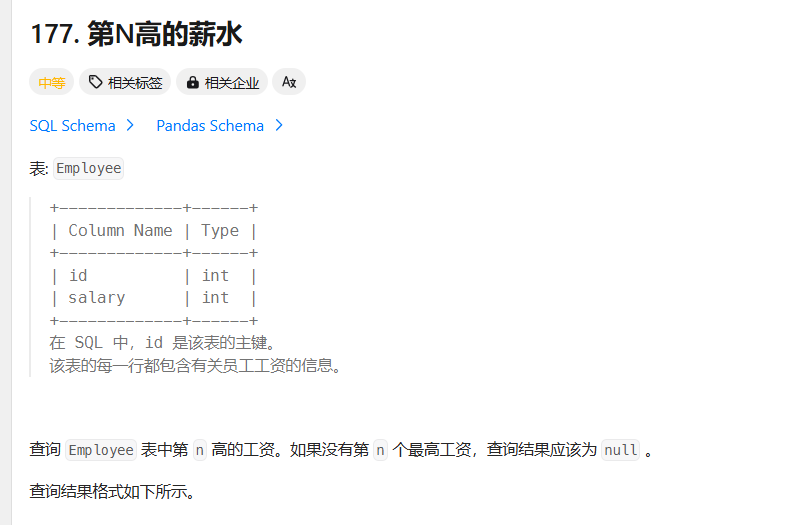 177. 第N高的薪水
中等 相关标签 相关企业
SQL Schema Pandas Schema
表: Employee
+-------------+------+
| Column Name | Type |
+-------------+------+
| id          | int  |
| salary      | int  |
+-------------+------+
在 SQL 中，id 是该表的主键。
该表的每一行都包含有关员工工资的信息。
查询 Employee 表中第 n 高的工资。如果没有第 n 个最高工资，查询结果应该为 null 。
查询结果格式如下所示。